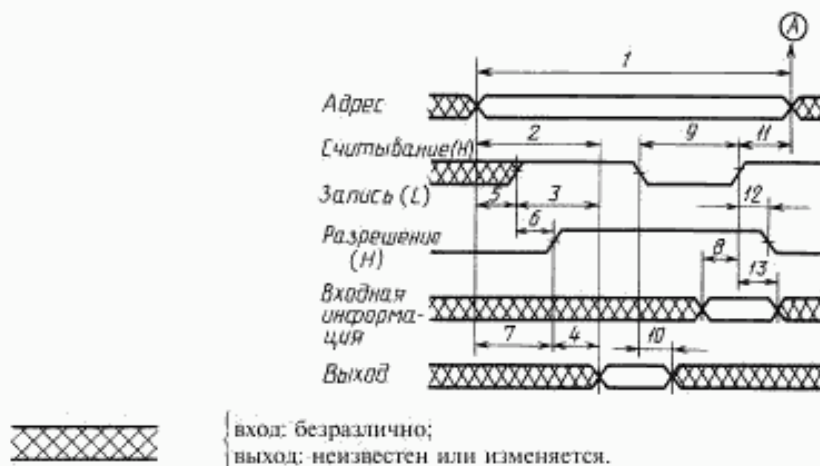 А
1
Адрес
2
9
11
Считывание(H)
Запись (L)
5
3
12
6
Разрешение
(H)
8
13
Входная
информа-
ция
7
4
10
Выход
вход: безразлично;
выход: неизвестен или изменяется.